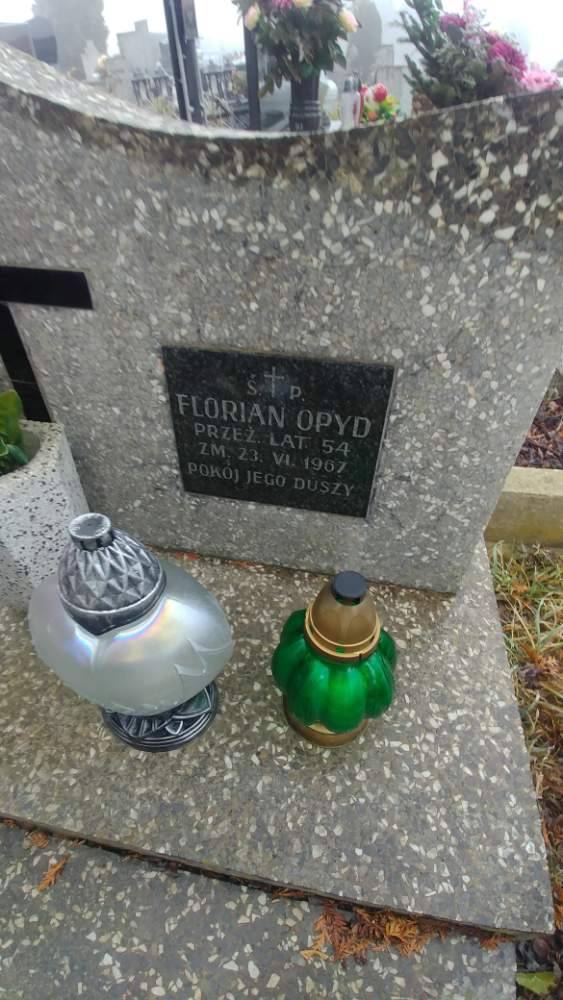 Ś. P.
FLORIAN OPYD
PRZEŻ. LAT 54
ZM. 23. VI. 1967
POKÓJ JEGO DUSZY